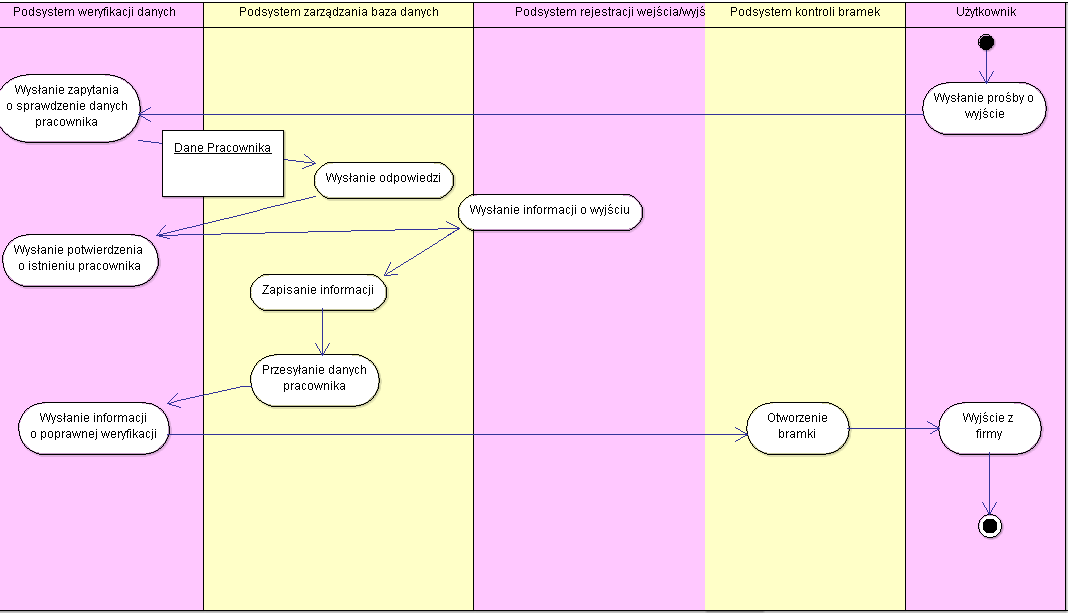 Podsystem weryfikacji danych
Podsystem zarządzania baza danych
Podsystem rejestracji wejścia/wyjś
Podsystem kontroli bramek
Użytkownik
Wysłanie zapytania
o sprawdzenie danych
pracownika
Wysłanie prośby o
wyjście
Dane Pracownika
Wysłanie odpowiedzi
Wysłanie informacji o wyjściu
Wysłanie potwierdzenia
o istnieniu pracownika
Zapisanie informacji
Przesyłanie danych
pracownika
Wysłanie informacji
o poprawnej weryfikacji
Otworzenie
bramki
Wyjście z
firmy